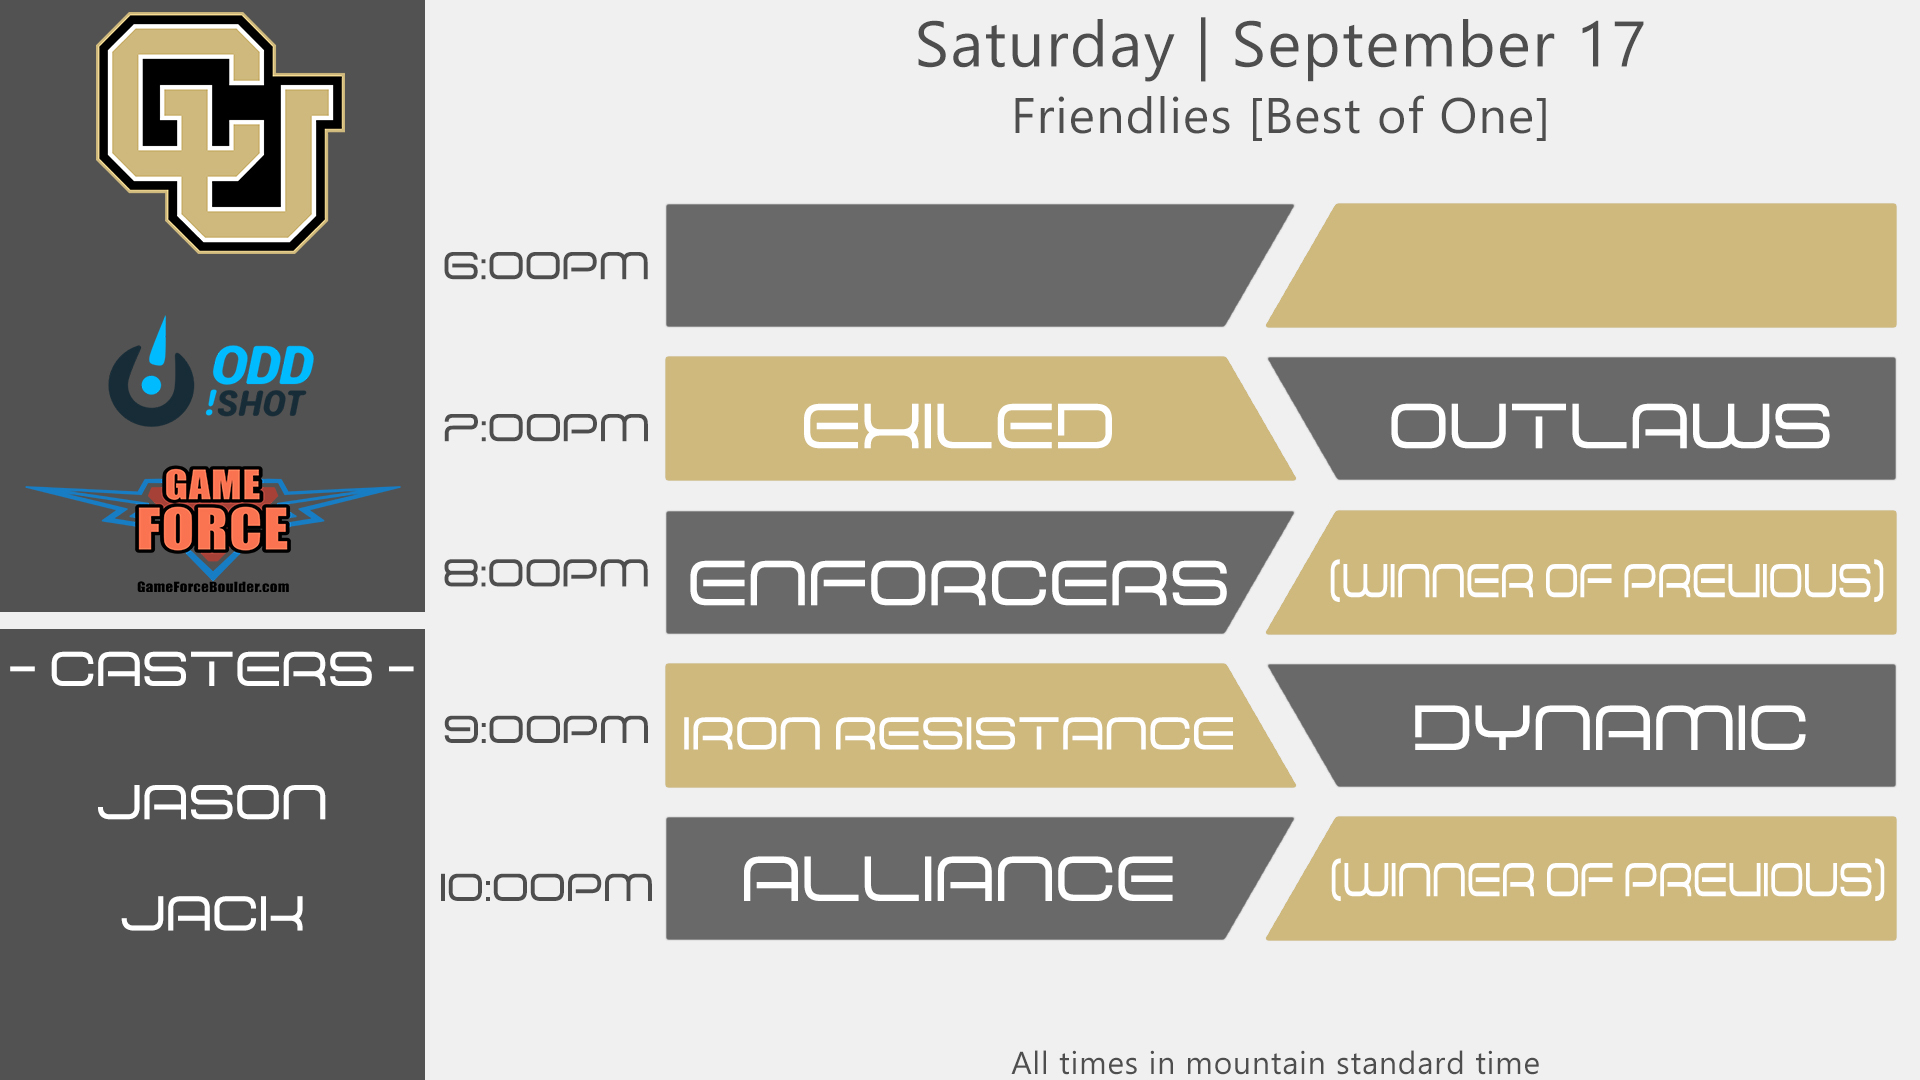 CU
ODD
!SHOT
GAME
FORCE
GameForceBoulder.com
- CASTERS -
JASON
JACK
Saturday | September 17
Friendlies [Best of One]
6:00PM
7:00PM EXILED OUTLAWS
8:00PM ENFORCERS (WINNER OF PREVIOUS)
9:00PM IRON RESISTANCE DYNAMIC
10:00PM ALLIANCE (WINNER OF PREVIOUS)
All times in mountain standard time